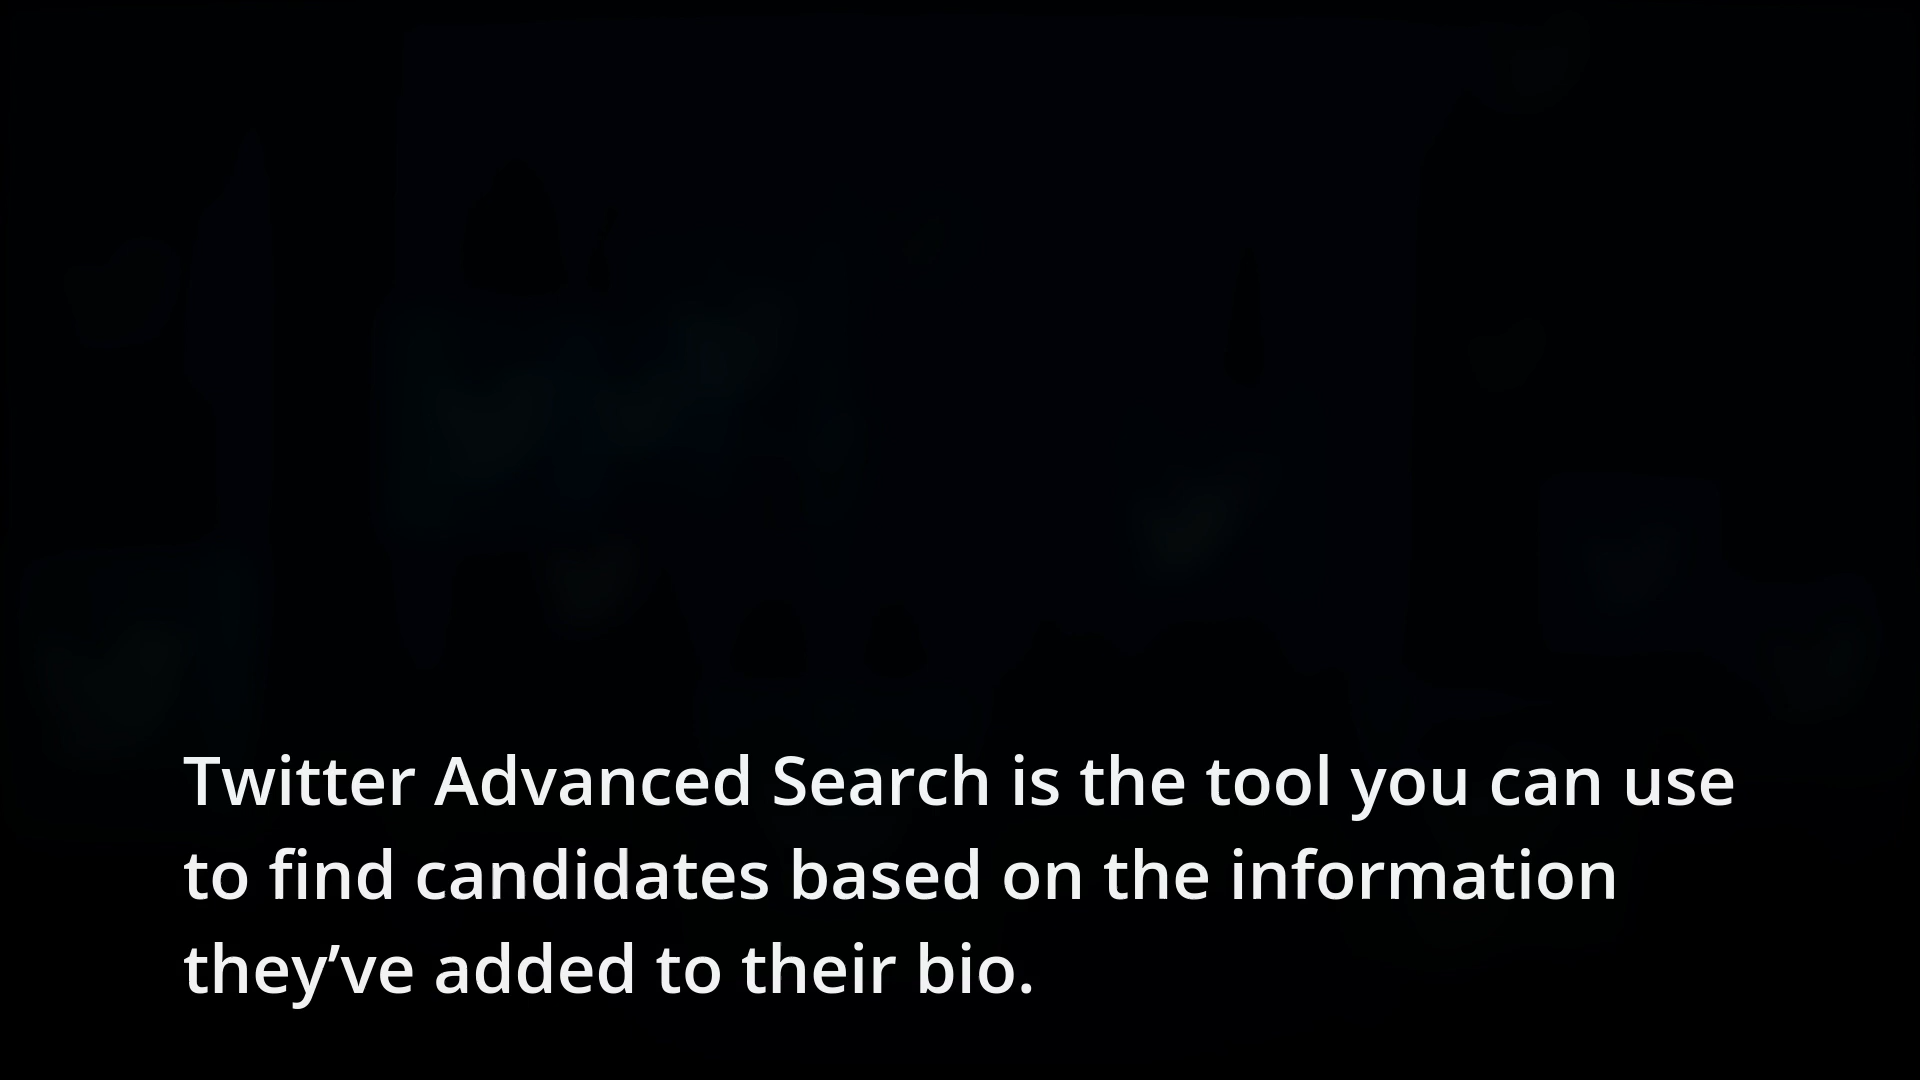 Twitter Advanced Search is the tool you can use
to find candidates based on the information
they’ve added to their bio.